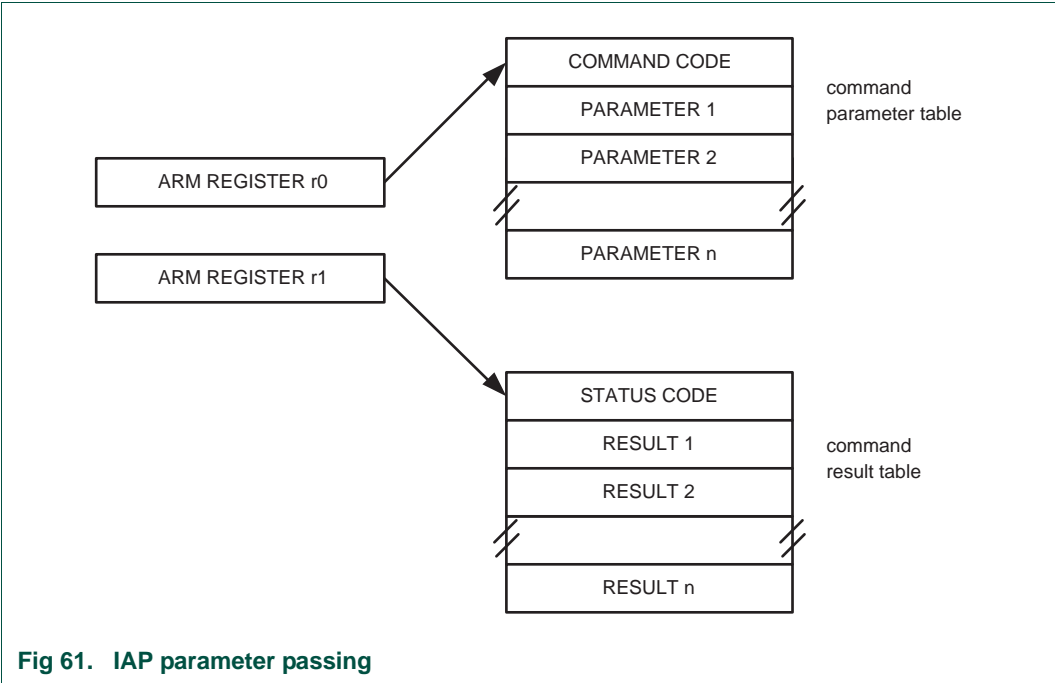 COMMAND CODE
PARAMETER 1
PARAMETER 2
PARAMETER n
command
parameter table
ARM REGISTER r0
ARM REGISTER r1
STATUS CODE
RESULT 1
RESULT 2
RESULT n
command
result table
Fig 61. IAP parameter passing